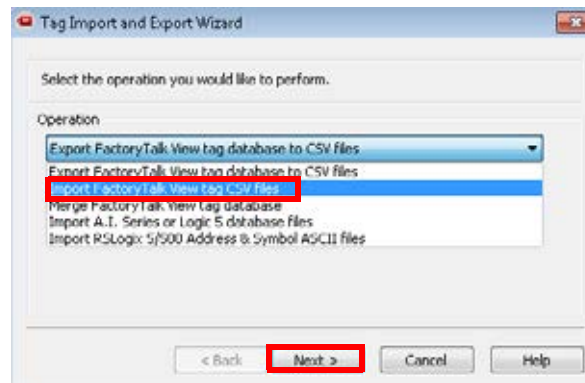 Tag Import and Export Wizard
Select the operation you would like to perform.
Operation
Export FactoryTalk View tag database to CSV files
Export FactoryTalk View tag database to CSV files
Import FactoryTalk View tag CSV files
Merge FactoryTalk View tag database
Import A.I. Series or Logic 5 database files
Import RSLogix 5/500 Address & Symbol ASCII files
< Back Next > Cancel Help